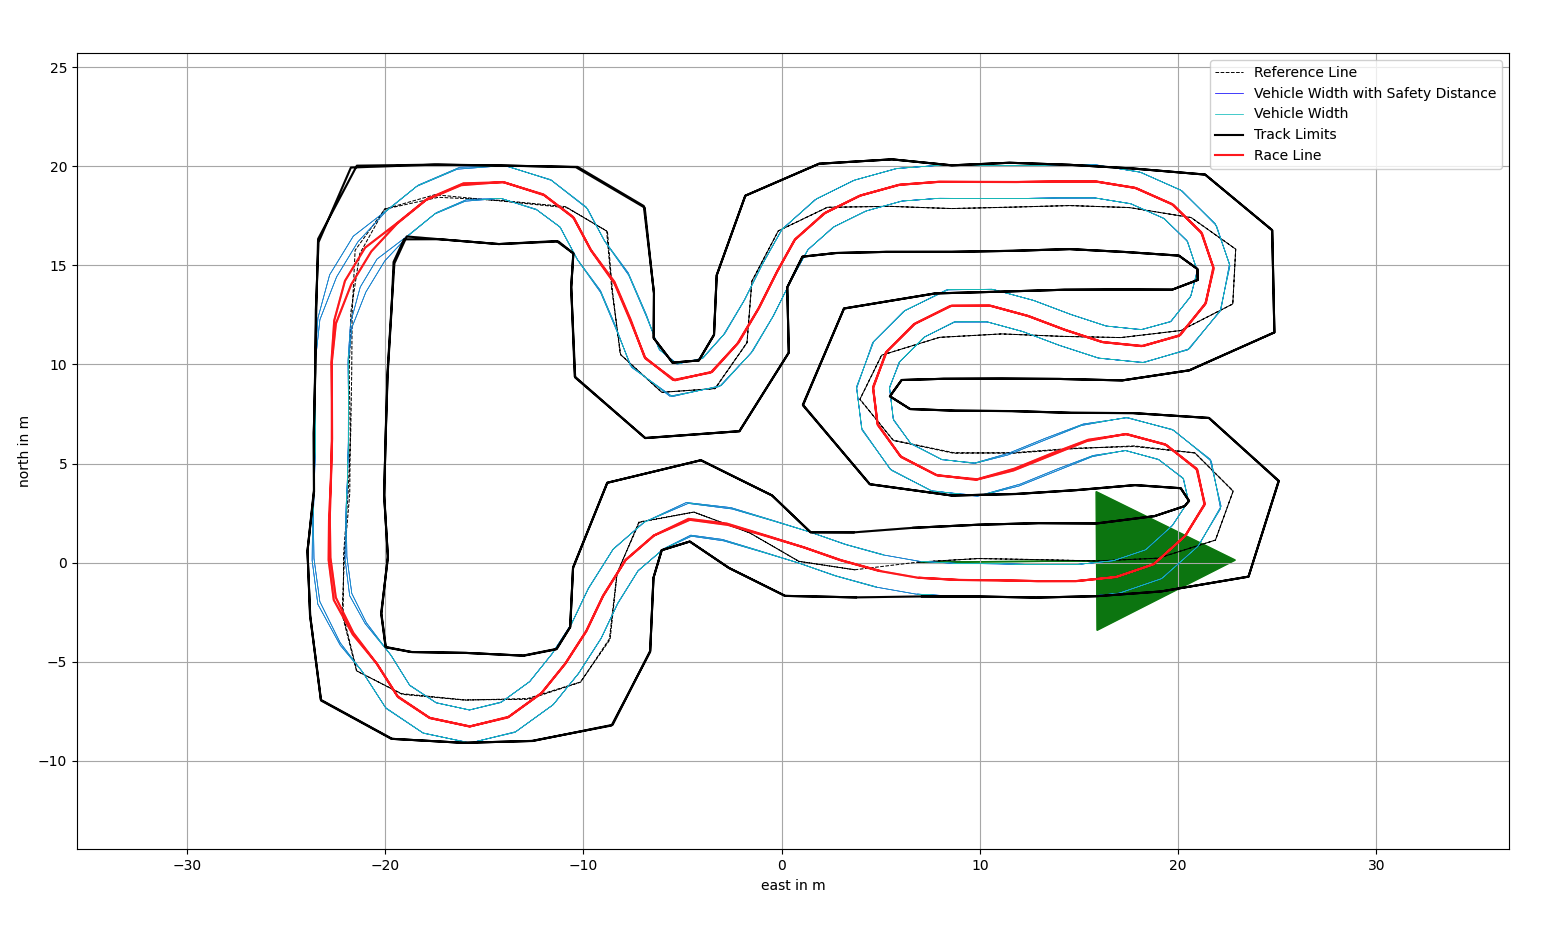 25
20
15
10
5
0
−5
−10
north in m
Reference Line
Vehicle Width with Safety Distance
Vehicle Width
Track Limits
Race Line
−30
−20
−10
0
10
20
30
east in m